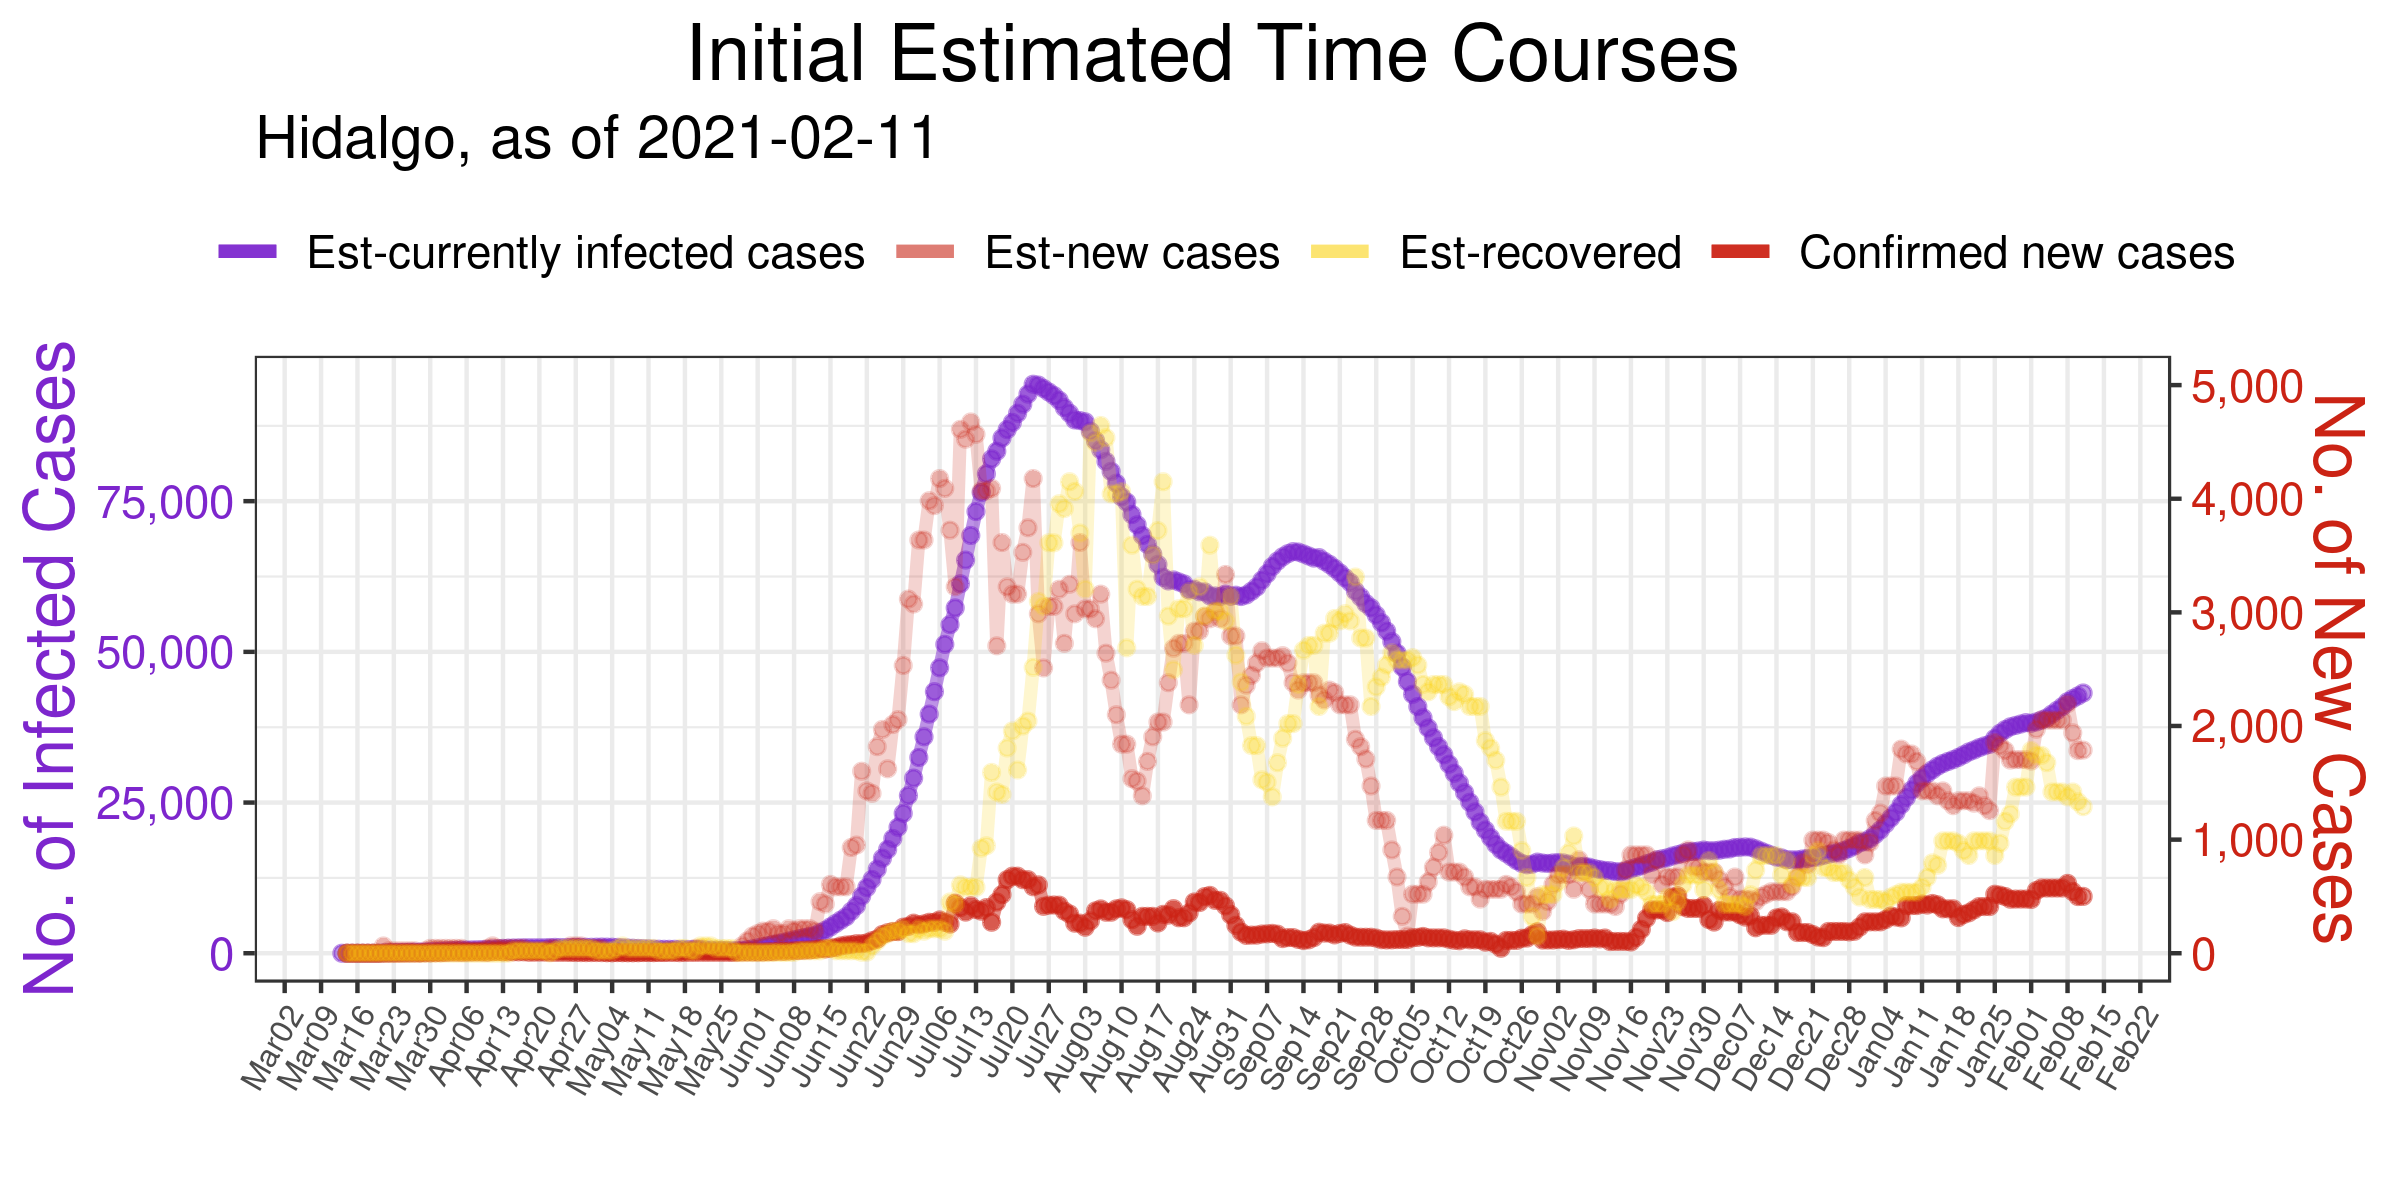 Initial Estimated Time Courses
Hidalgo, as of 2021-02-11
Est-currently infected cases Est-new cases Est-recovered Confirmed new cases
No. of Infected Cases
75,000
50,000
25,000
0
5,000
4,000
3,000
2,000
1,000
0
No. of New Cases
Mar02 Mar09 Mar16 Mar23 Mar30 Apr06 Apr13 Apr20 Apr27 May04 May11 May18 May25 Jun01 Jun08 Jun15 Jun22 Jun29 Jul06 Jul13 Jul20 Jul27 Aug03 Aug10 Aug17 Aug24 Aug31 Sep07 Sep14 Sep21 Sep28 Oct05 Oct12 Oct19 Oct26 Nov02 Nov09 Nov16 Nov23 Nov30 Dec07 Dec14 Dec21 Dec28 Jan04 Jan11 Jan18 Jan25 Feb01 Feb08 Feb15 Feb22